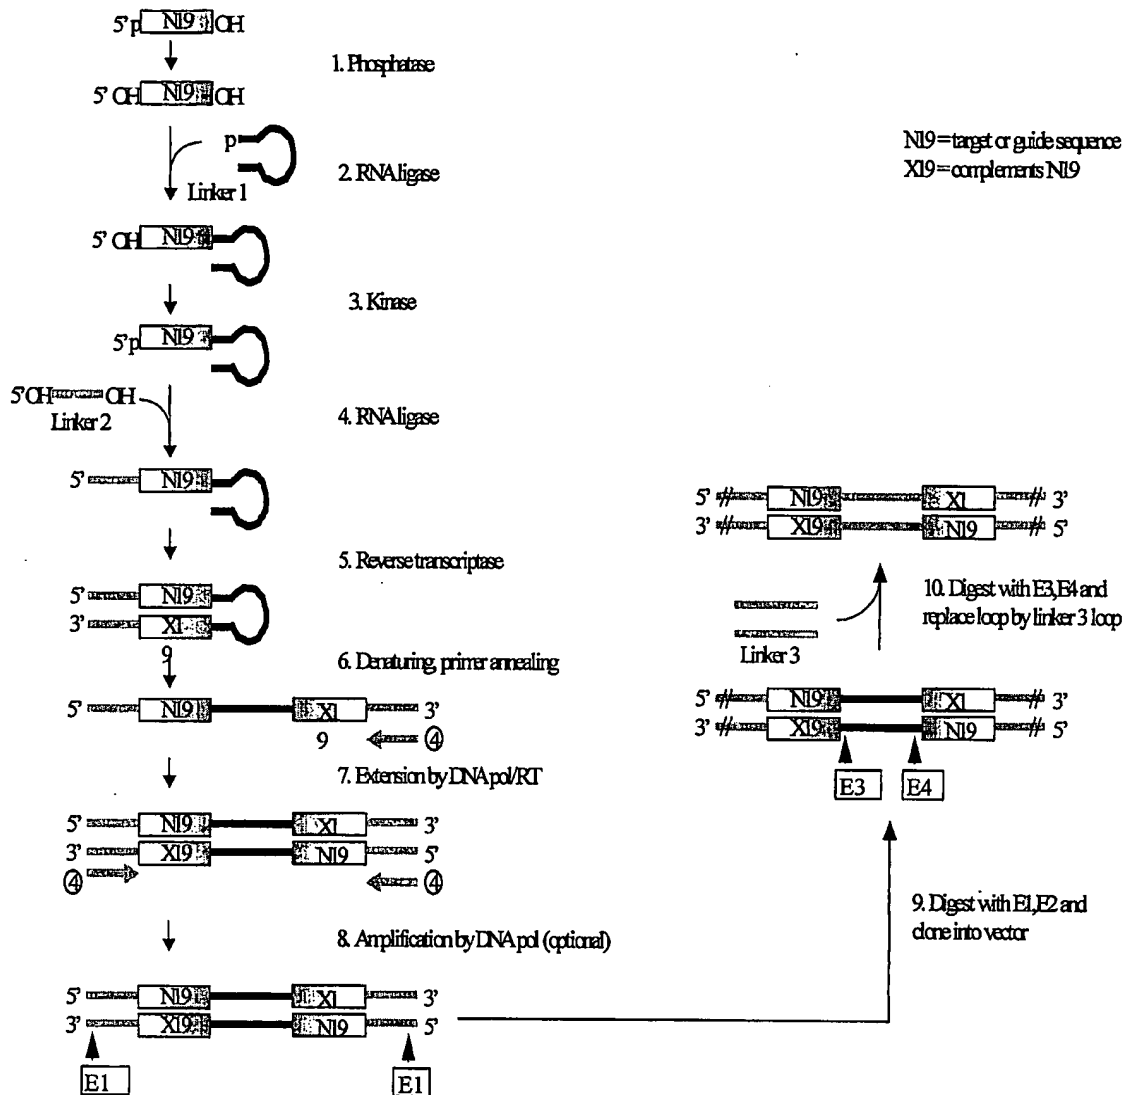 5'p N19 OH
1. Phosphatase
5' OH N19 OH
N19= target or guide sequence
X19= complements N19
p
Linker 1
2. RNA ligase
5' OH N19
3. Kinase
5'p N19
5'OH OH
Linker 2
4. RNA ligase
5' N19
5. Reverse transcriptase
5' N19
3' X1
9
6. Denaturing, primer annealing
5' N19 X1 3'
9 4
7. Extension by DNA pol/RT
5' N19 X1 3'
3' X19 N19 5'
4 4
8. Amplification by DNA pol (optional)
5' N19 X1 3'
3' X19 N19 5'
E1 E1
9. Digest with E1,E2 and
clone into vector
5' N19 X1 3'
3' X19 N19 5'
E3 E4
Linker 3
10. Digest with E3,E4 and
replace loop by linker 3 loop
5' N19 X1 3'
3' X19 N19 5'